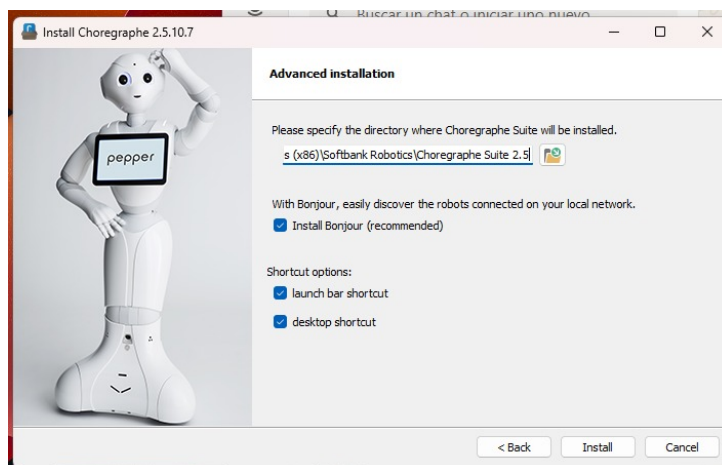 Buscar un chat o iniciar uno nuevo
Install Choregraphe 2.5.10.7
Advanced installation
Please specify the directory where Choregraphe Suite will be installed.
s (x86)\Softbank Robotics\Choregraphe Suite 2.5
With Bonjour, easily discover the robots connected on your local network.
Install Bonjour (recommended)
Shortcut options:
launch bar shortcut
desktop shortcut
pepper
< Back
Install
Cancel